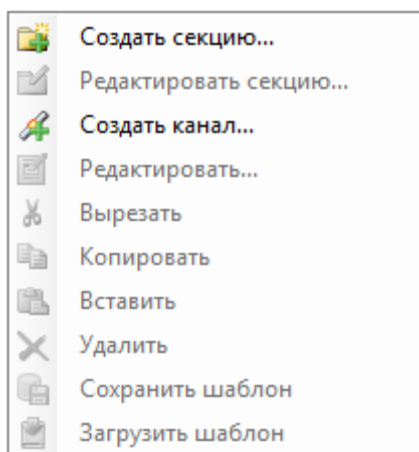 Создать секцию...
Редактировать секцию...
Создать канал...
Редактировать...
Вырезать
Копировать
Вставить
Удалить
Сохранить шаблон
Загрузить шаблон